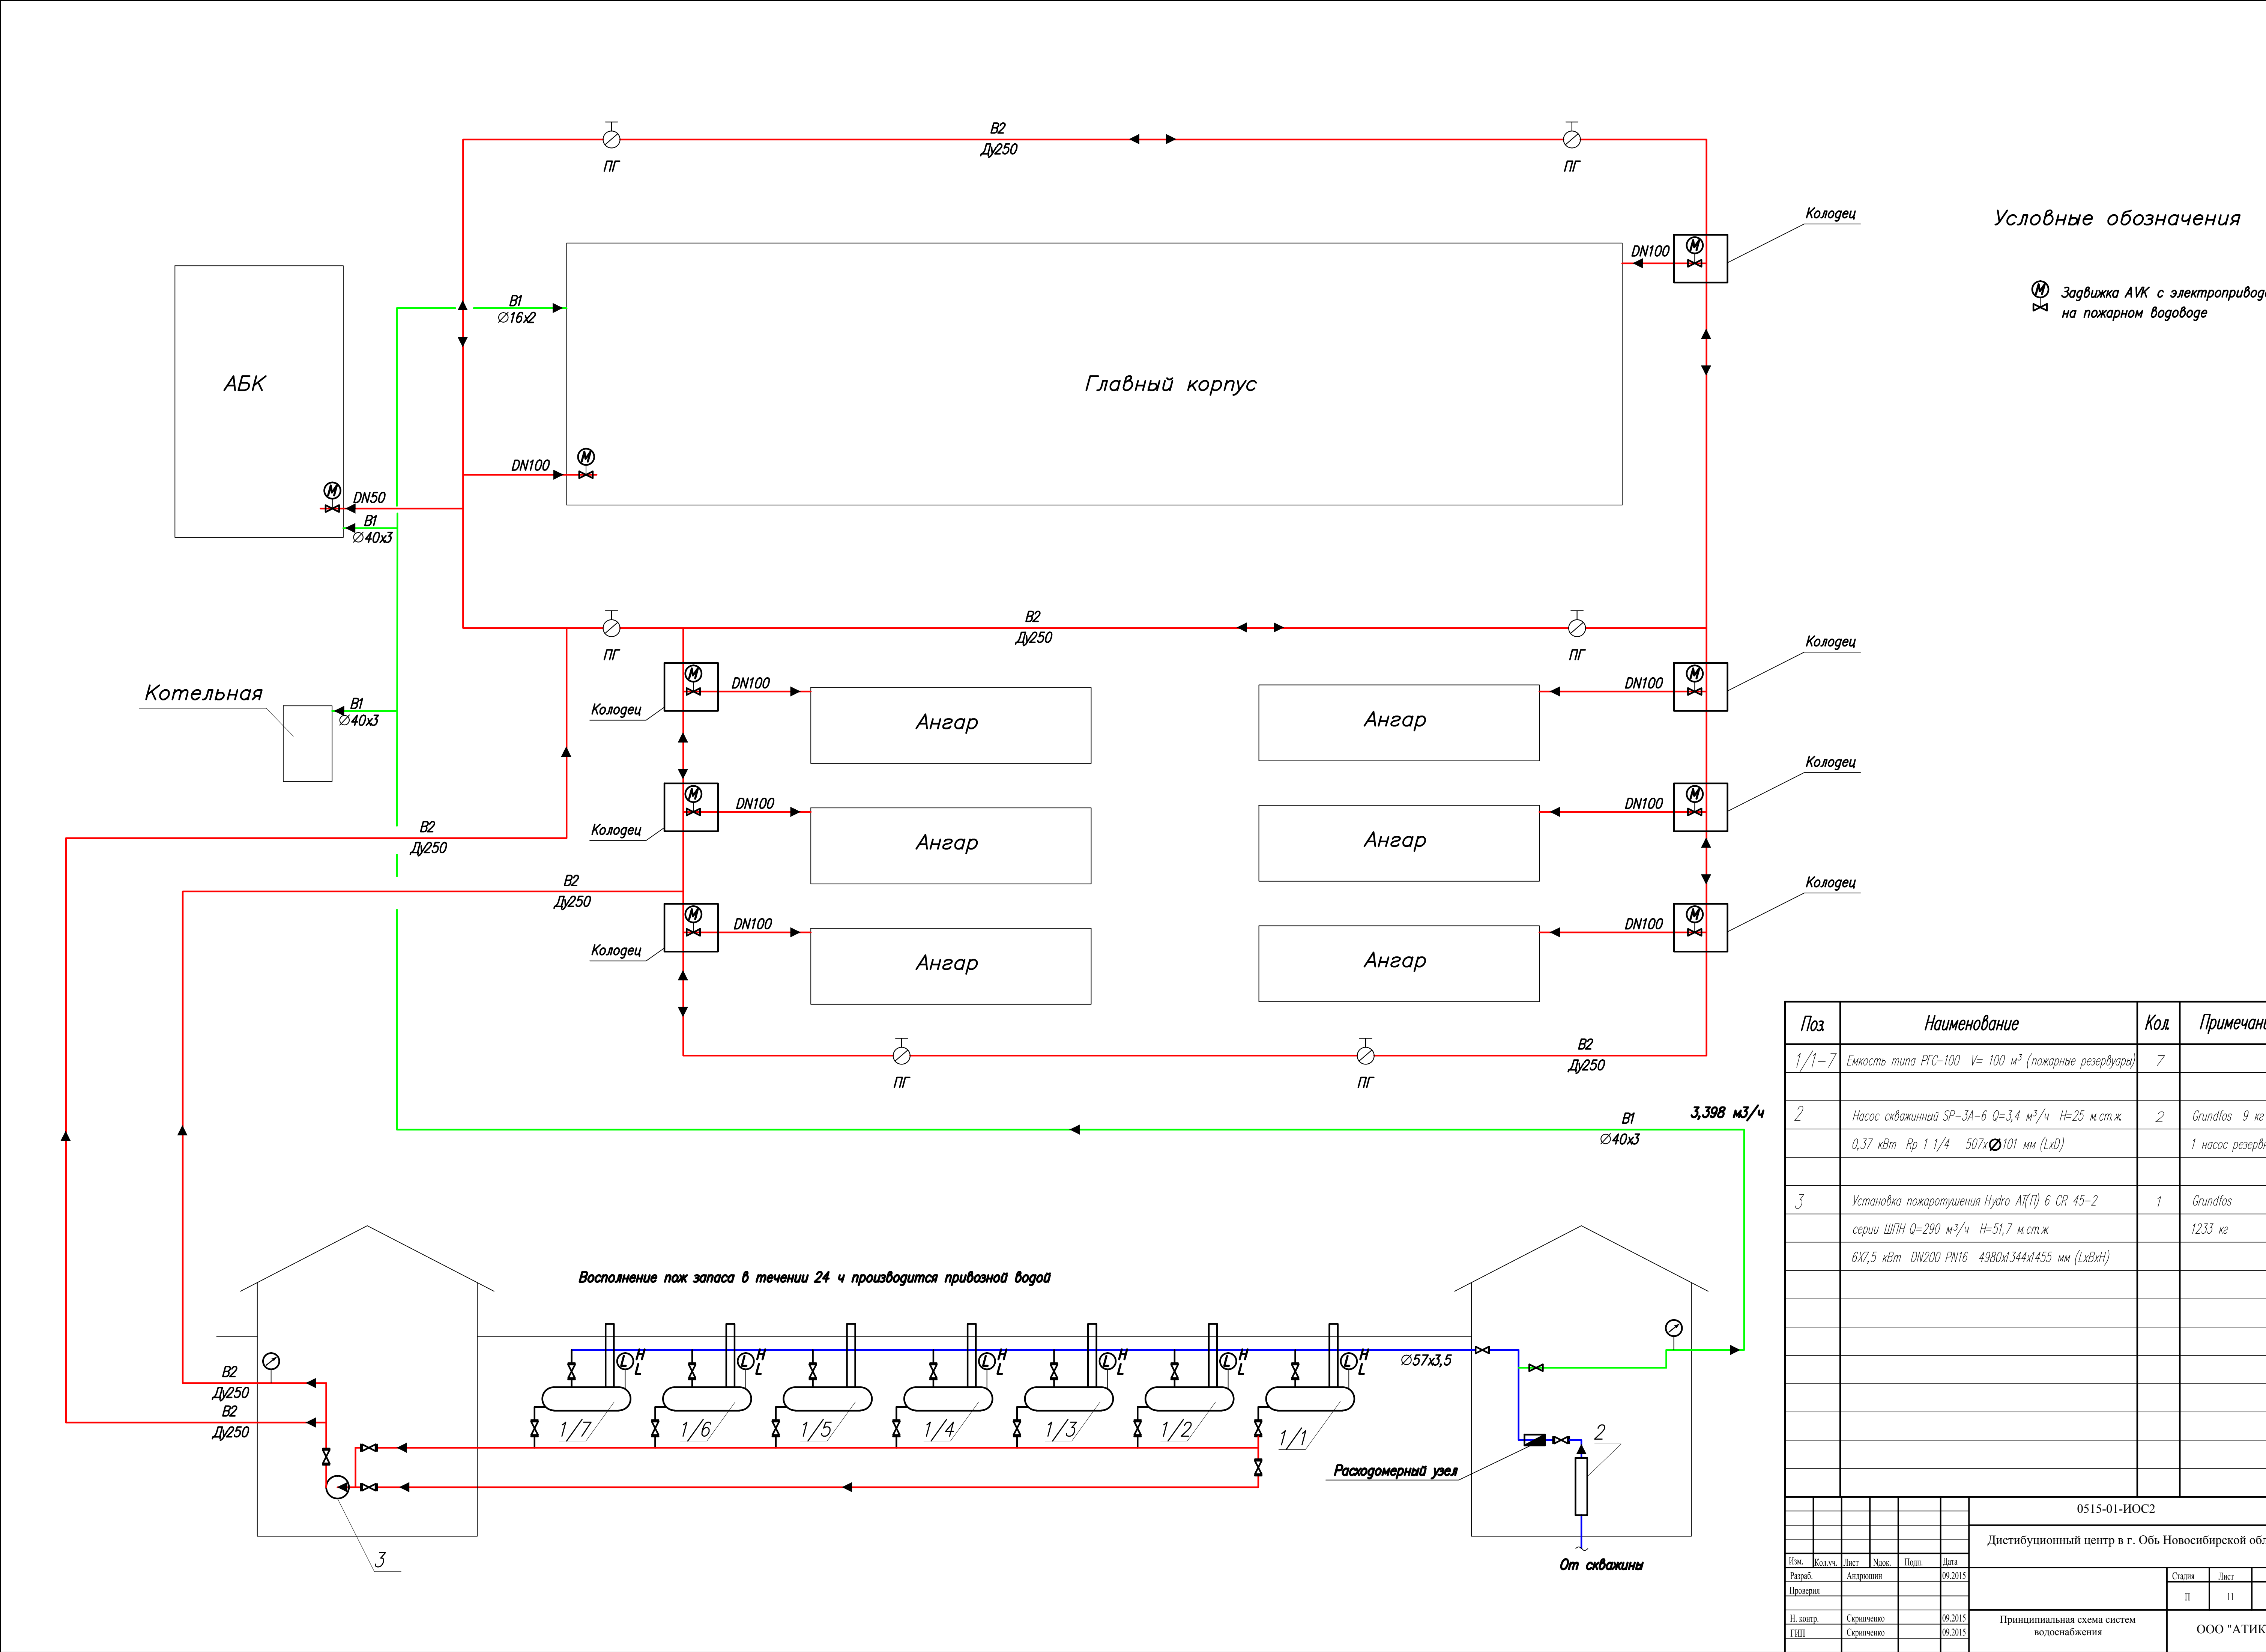 В2
Ду250
ПГ
ПГ
Колодец
Условные обозначения
DN100
М
М
Задвижка AVK с электропривод
на пожарном водоводе
В1
∅16х2
АБК
Главный корпус
М
DN100
М
DN50
В1
∅40х3
В2
Ду250
ПГ
ПГ
Колодец
Котельная
В1
∅40х3
М
DN100
Колодец
Ангар
Ангар
DN100
М
Колодец
М
DN100
Колодец
Ангар
Ангар
DN100
М
В2
Ду250
В2
Ду250
Колодец
М
DN100
Колодец
Ангар
Ангар
DN100
М
ПГ
ПГ
В2
Ду250
3,398 м3/ч
В1
∅40х3
Поз.
Наименование
Кол.
Примечани
1/1-7
Емкость типа РГС-100 V= 100 м³ (пожарные резервуары)
7
2
Насос скважинный SP-3A-6 Q=3,4 м³/ч Н=25 м.ст.ж.
2
Grundfos 9 кг
0,37 кВт Rp 1 1/4 507х∅101 мм (LxD)
1 насос резерв
3
Установка пожаротушения Hydro АТ(П) 6 CR 45-2
1
Grundfos
серии ШПН Q=290 м³/ч Н=51,7 м.ст.ж.
1233 кг
6Х7,5 кВт DN200 PN16 4980х1344х1455 мм (LxBxH)
Восполнение пож запаса в течении 24 ч производится привозной водой
L H L
L H L
L H L
L H L
L H L
L H L
∅57х3,5
В2
Ду250
В2
Ду250
1/7
1/6
1/5
1/4
1/3
1/2
1/1
2
Расходомерный узел
3
От скважины
0515-01-ИОС2
Дистибуционный центр в г. Обь Новосибирской обл
Изм.
Кол.уч.
Лист
Nдок.
Подп.
Дата
Разраб.
Андрюшин
09.2015
Стадия
Лист
Проверил
П
11
Н. контр.
Скрипченко
09.2015
Принципиальная схема систем
водоснабжения
ООО "АТИК
ГИП
Скрипченко
09.2015